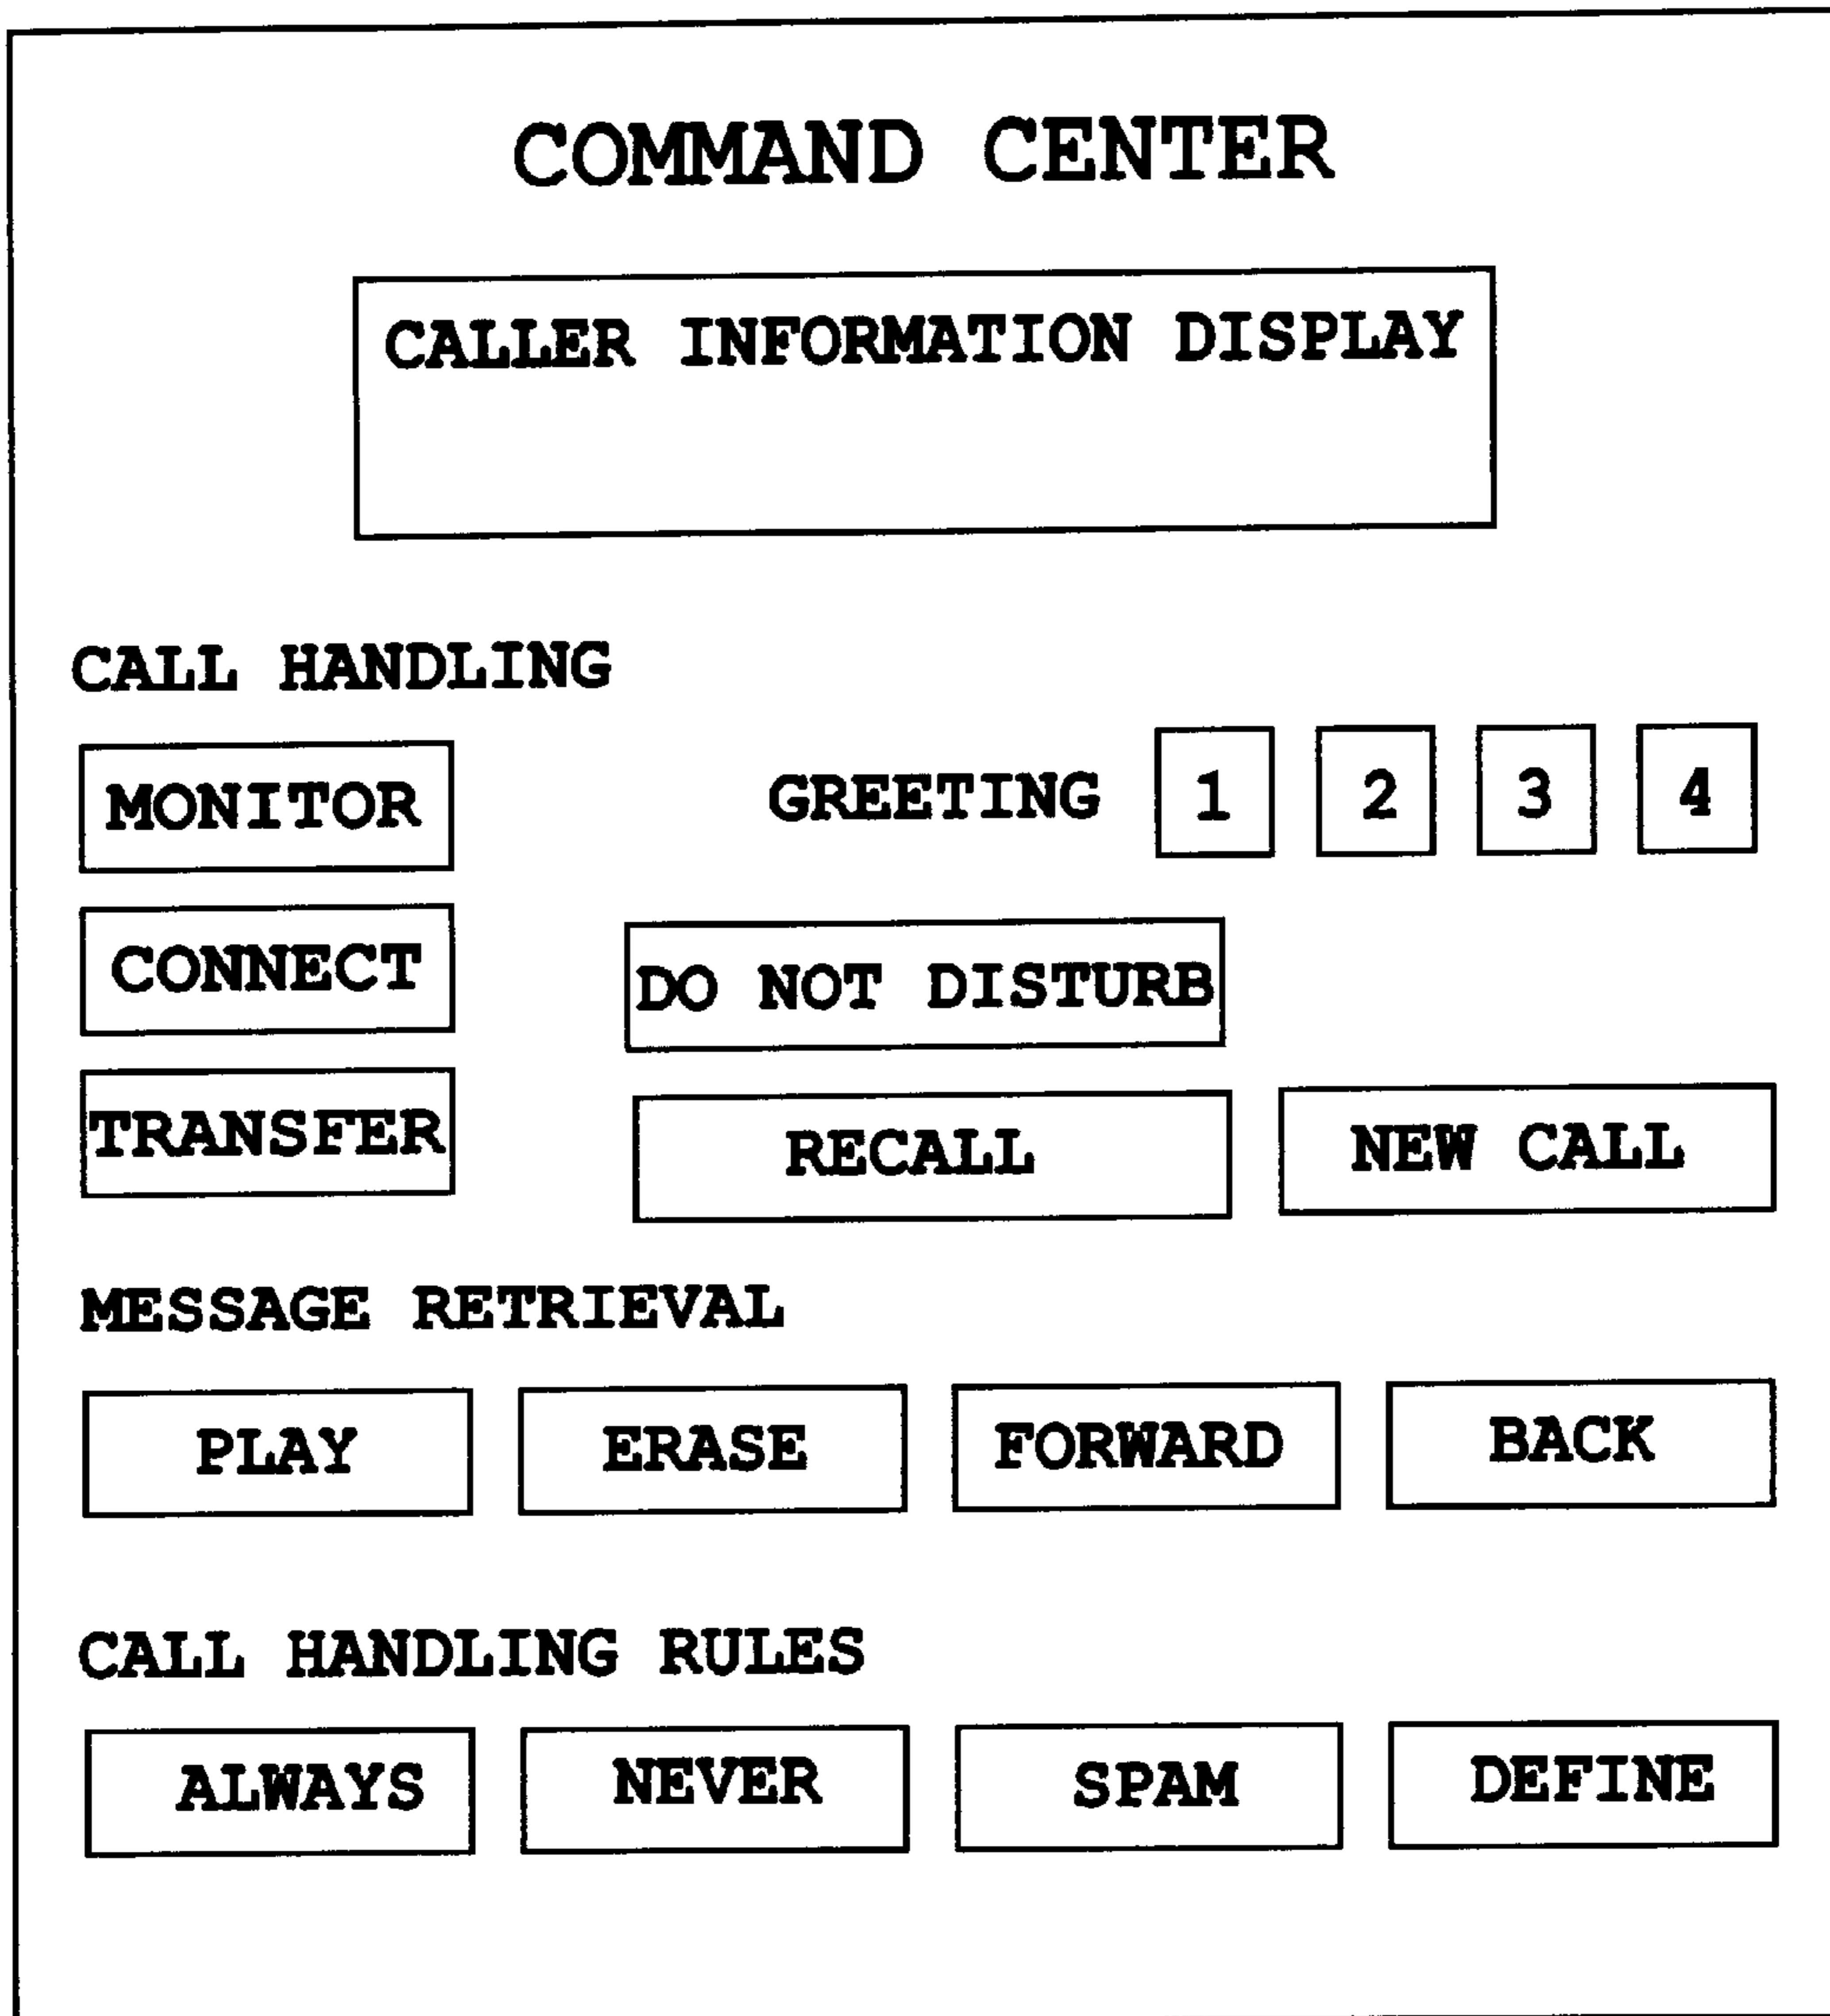 COMMAND CENTER
CALLER INFORMATION DISPLAY
CALL HANDLING
MONITOR GREETING 1 2 3 4
CONNECT DO NOT DISTURB
TRANSFER RECALL NEW CALL
MESSAGE RETRIEVAL
PLAY ERASE FORWARD BACK
CALL HANDLING RULES
ALWAYS NEVER SPAM DEFINE